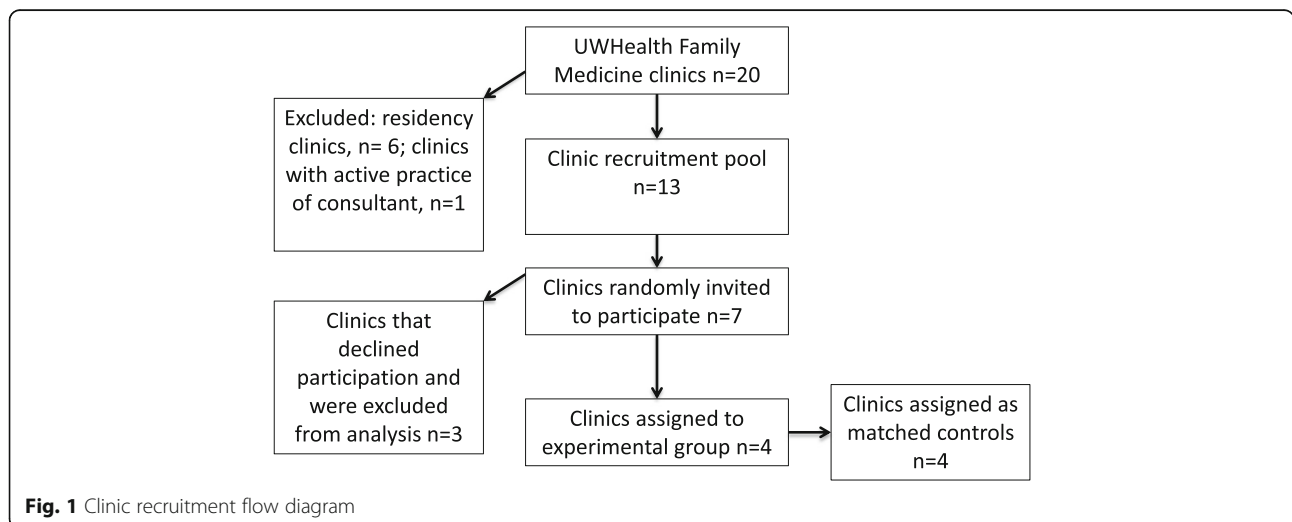 UWHealth Family
Medicine clinics n=20
Excluded: residency
clinics, n= 6; clinics
with active practice
of consultant, n=1
Clinic recruitment pool
n=13
Clinics randomly invited
to participate n=7
Clinics that
declined
participation and
were excluded
from analysis n=3
Clinics assigned to
experimental group n=4
Clinics assigned as
matched controls
n=4
Fig. 1 Clinic recruitment flow diagram